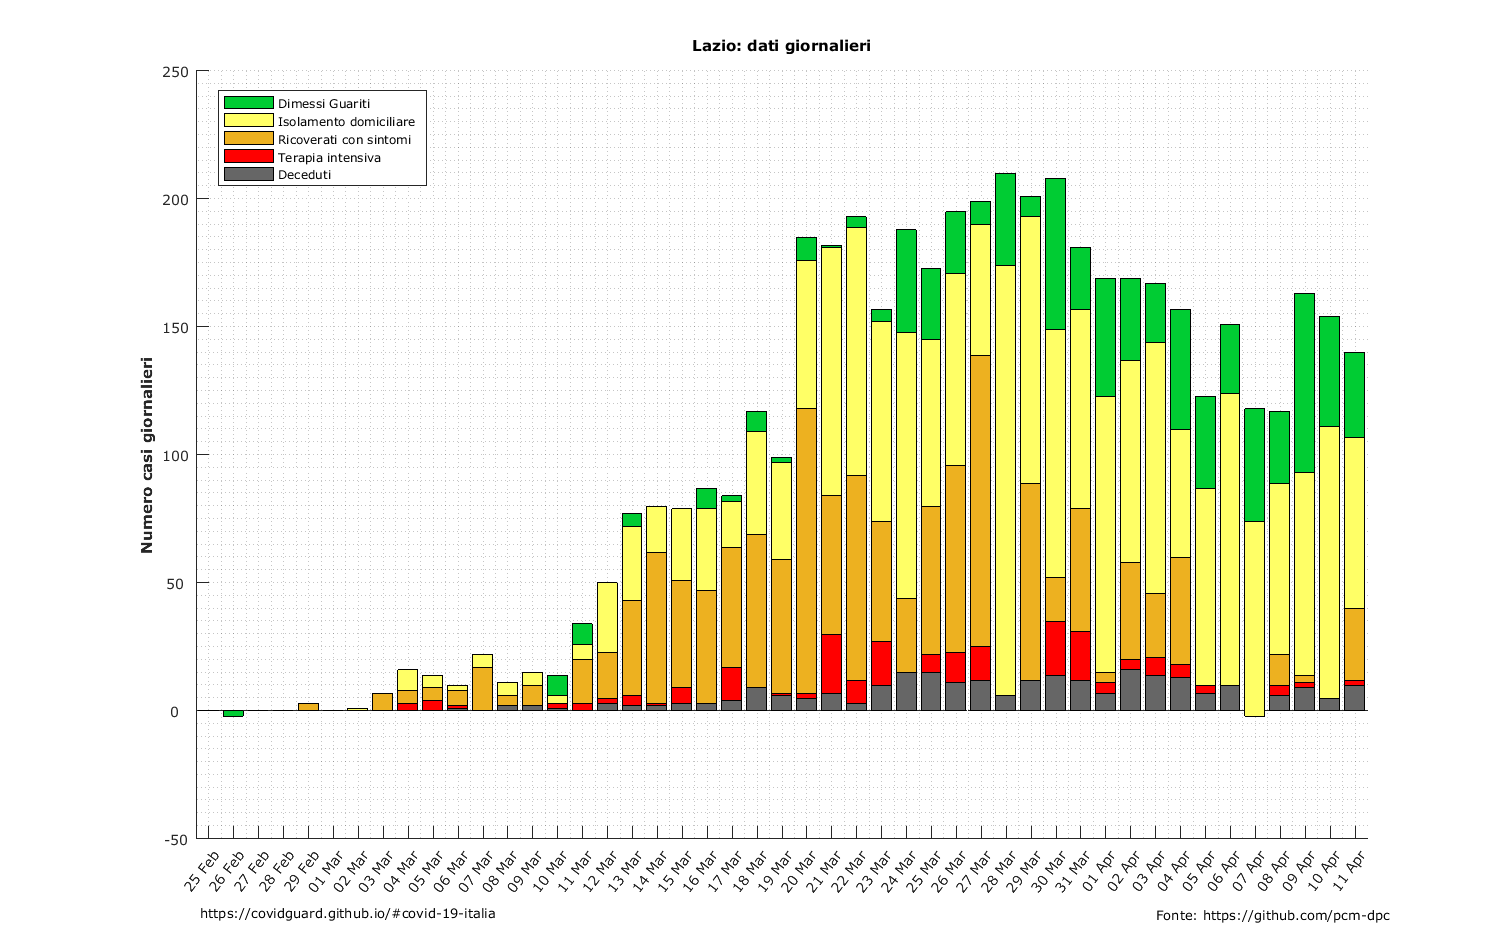 Lazio: dati giornalieri
250
200
150
100
50
0
-50
Numero casi giornalieri
Dimessi Guariti
Isolamento domiciliare
Ricoverati con sintomi
Terapia intensiva
Deceduti
25 Feb
26 Feb
27 Feb
28 Feb
29 Feb
01 Mar
02 Mar
03 Mar
04 Mar
05 Mar
06 Mar
07 Mar
08 Mar
09 Mar
10 Mar
11 Mar
12 Mar
13 Mar
14 Mar
15 Mar
16 Mar
17 Mar
18 Mar
19 Mar
20 Mar
21 Mar
22 Mar
23 Mar
24 Mar
25 Mar
26 Mar
27 Mar
28 Mar
29 Mar
30 Mar
31 Mar
01 Apr
02 Apr
03 Apr
04 Apr
05 Apr
06 Apr
07 Apr
08 Apr
09 Apr
10 Apr
11 Apr
https://covidguard.github.io/#covid-19-italia
Fonte: https://github.com/pcm-dpc